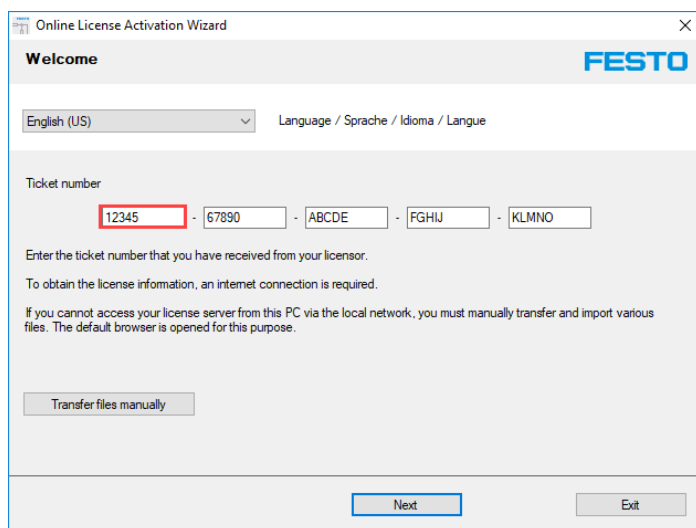 Online License Activation Wizard
Welcome
FESTO
English (US)
Language / Sprache / Idioma / Langue
Ticket number
12345 - 67890 - ABCDE - FGHIJ - KLMNO
Enter the ticket number that you have received from your licensor.
To obtain the license information, an internet connection is required.
If you cannot access your license server from this PC via the local network, you must manually transfer and import various
files. The default browser is opened for this purpose.
Transfer files manually
Next
Exit